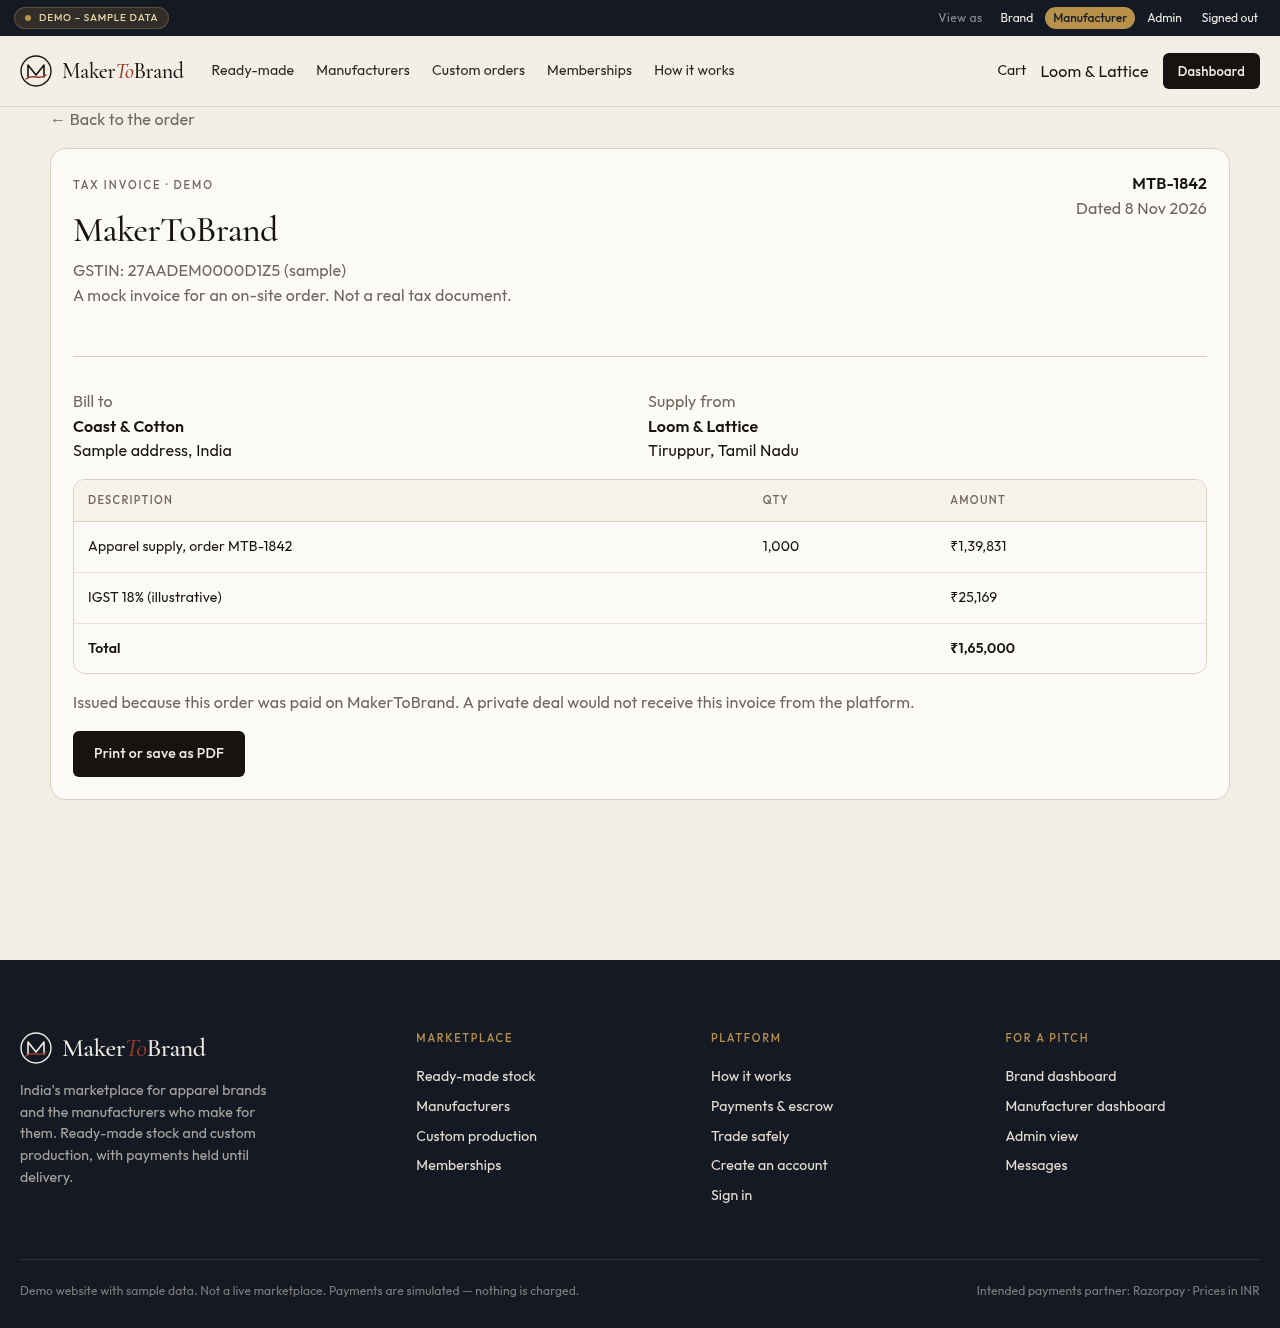 DEMO – SAMPLE DATA
View as Brand Manufacturer Admin Signed out
MakerToBrand Ready-made Manufacturers Custom orders Memberships How it works Cart Loom & Lattice Dashboard
← Back to the order
TAX INVOICE · DEMO
MTB-1842
Dated 8 Nov 2026
MakerToBrand
GSTIN: 27AADEM0000D1Z5 (sample)
A mock invoice for an on-site order. Not a real tax document.
Bill to
Coast & Cotton
Sample address, India
Supply from
Loom & Lattice
Tiruppur, Tamil Nadu
DESCRIPTION QTY AMOUNT
Apparel supply, order MTB-1842 1,000 ₹1,39,831
IGST 18% (illustrative) ₹25,169
Total ₹1,65,000
Issued because this order was paid on MakerToBrand. A private deal would not receive this invoice from the platform.
Print or save as PDF
MakerToBrand
India's marketplace for apparel brands
and the manufacturers who make for
them. Ready-made stock and custom
production, with payments held until
delivery.
MARKETPLACE
Ready-made stock
Manufacturers
Custom production
Memberships
PLATFORM
How it works
Payments & escrow
Trade safely
Create an account
Sign in
FOR A PITCH
Brand dashboard
Manufacturer dashboard
Admin view
Messages
Demo website with sample data. Not a live marketplace. Payments are simulated — nothing is charged.
Intended payments partner: Razorpay · Prices in INR